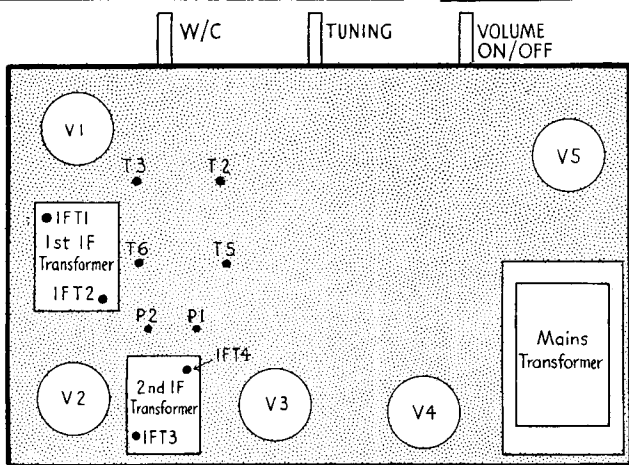 W/C
TUNING
VOLUME
ON/OFF
V1
V5
T3
T2
IFT1
1st IF
Transformer
IFT2
T6
T5
P2
P1
Mains
Transformer
IFT4
2nd IF
Transformer
IFT3
V2
V3
V4